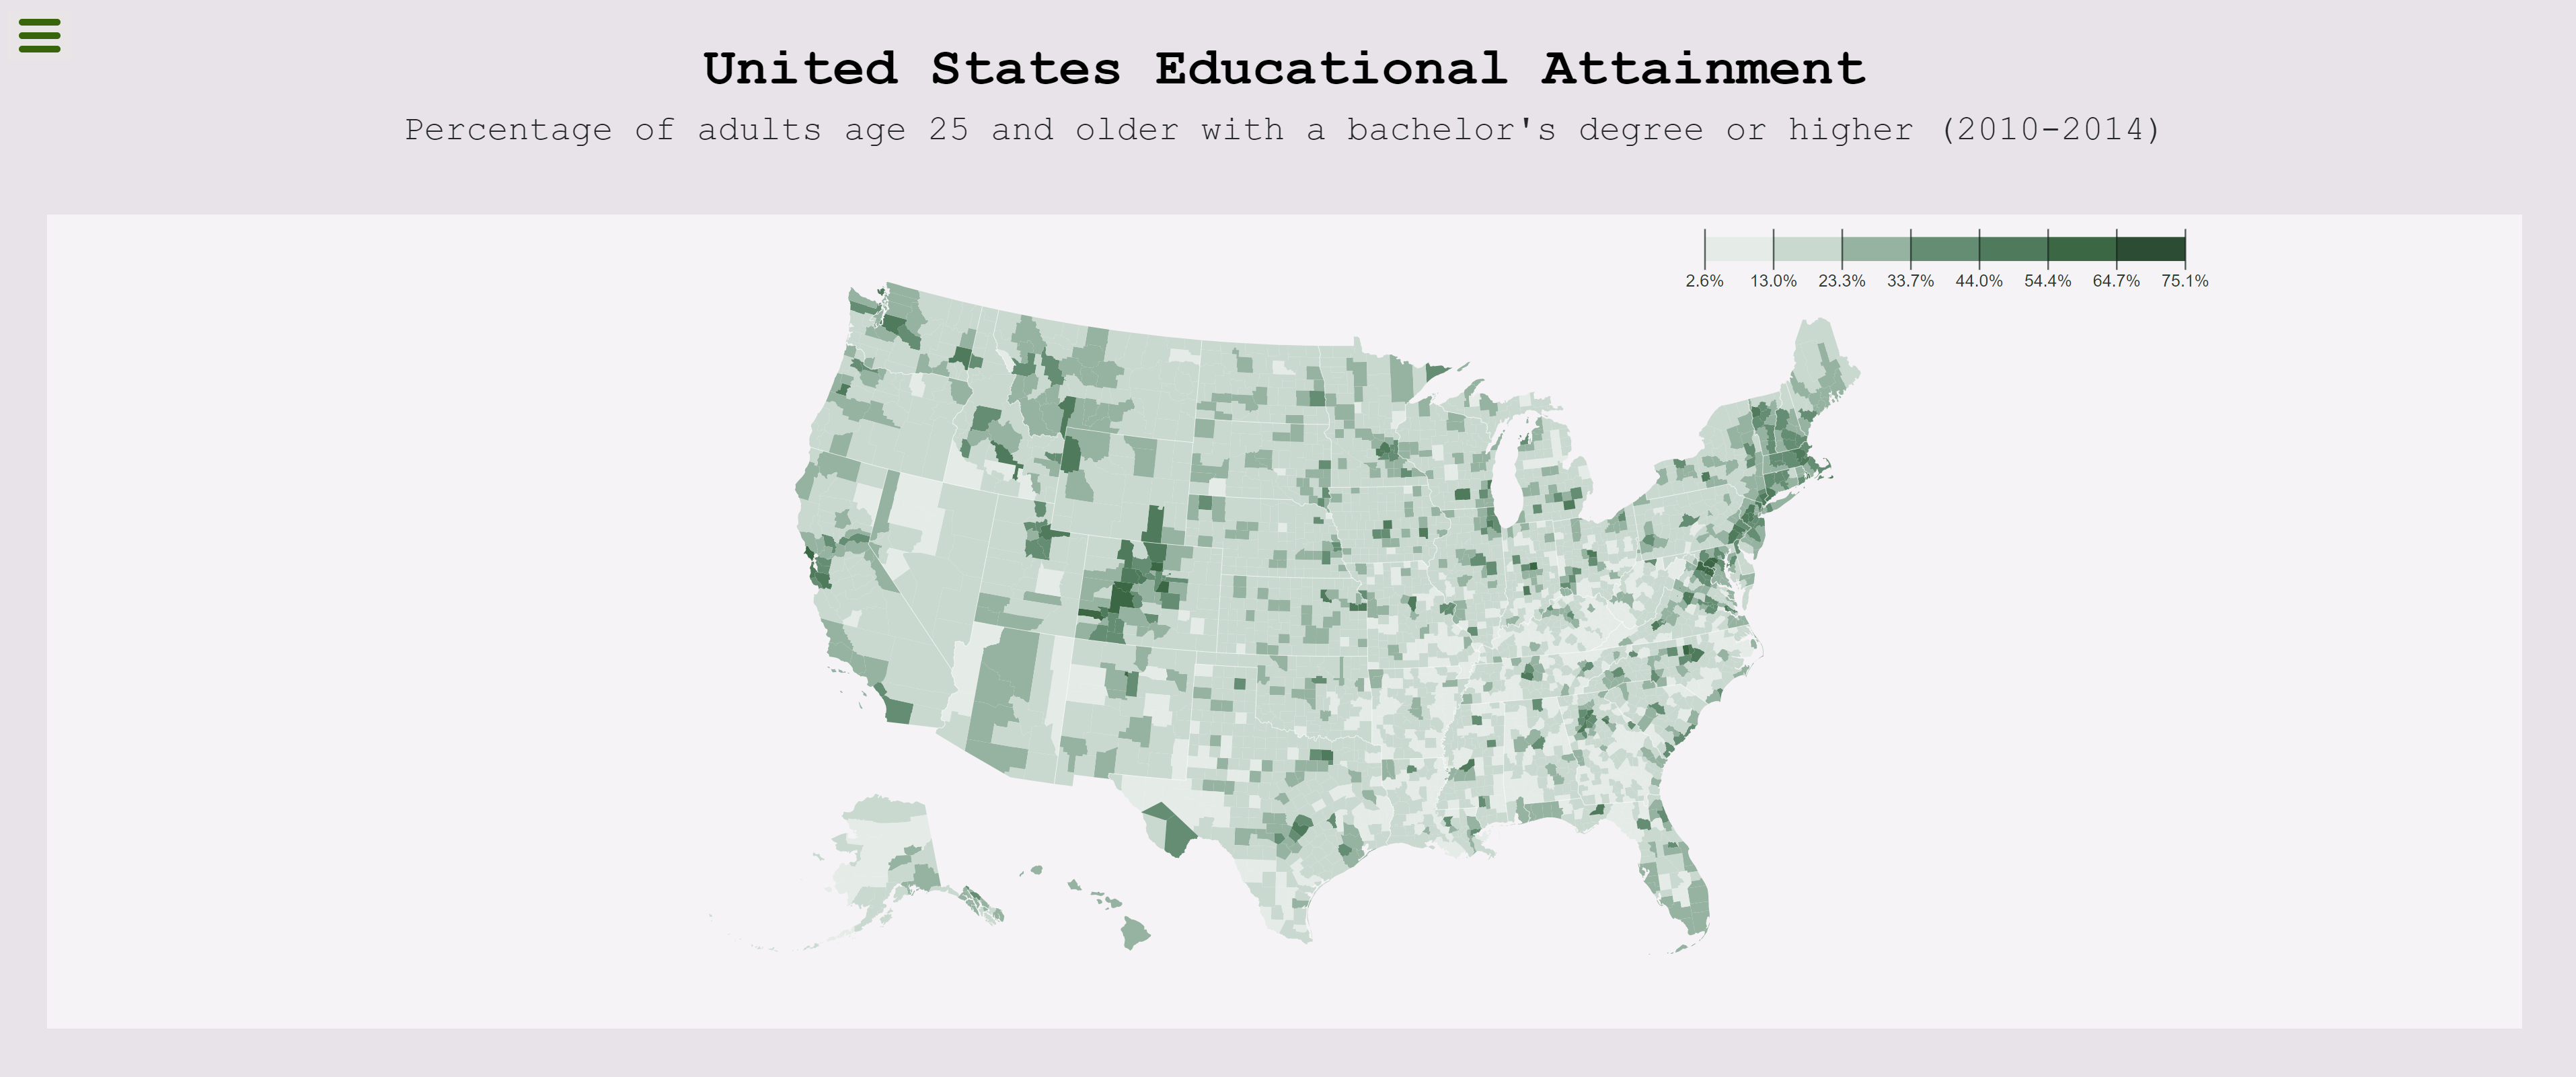 United States Educational Attainment
Percentage of adults age 25 and older with a bachelor's degree or higher (2010-2014)
2.6% 13.0% 23.3% 33.7% 44.0% 54.4% 64.7% 75.1%